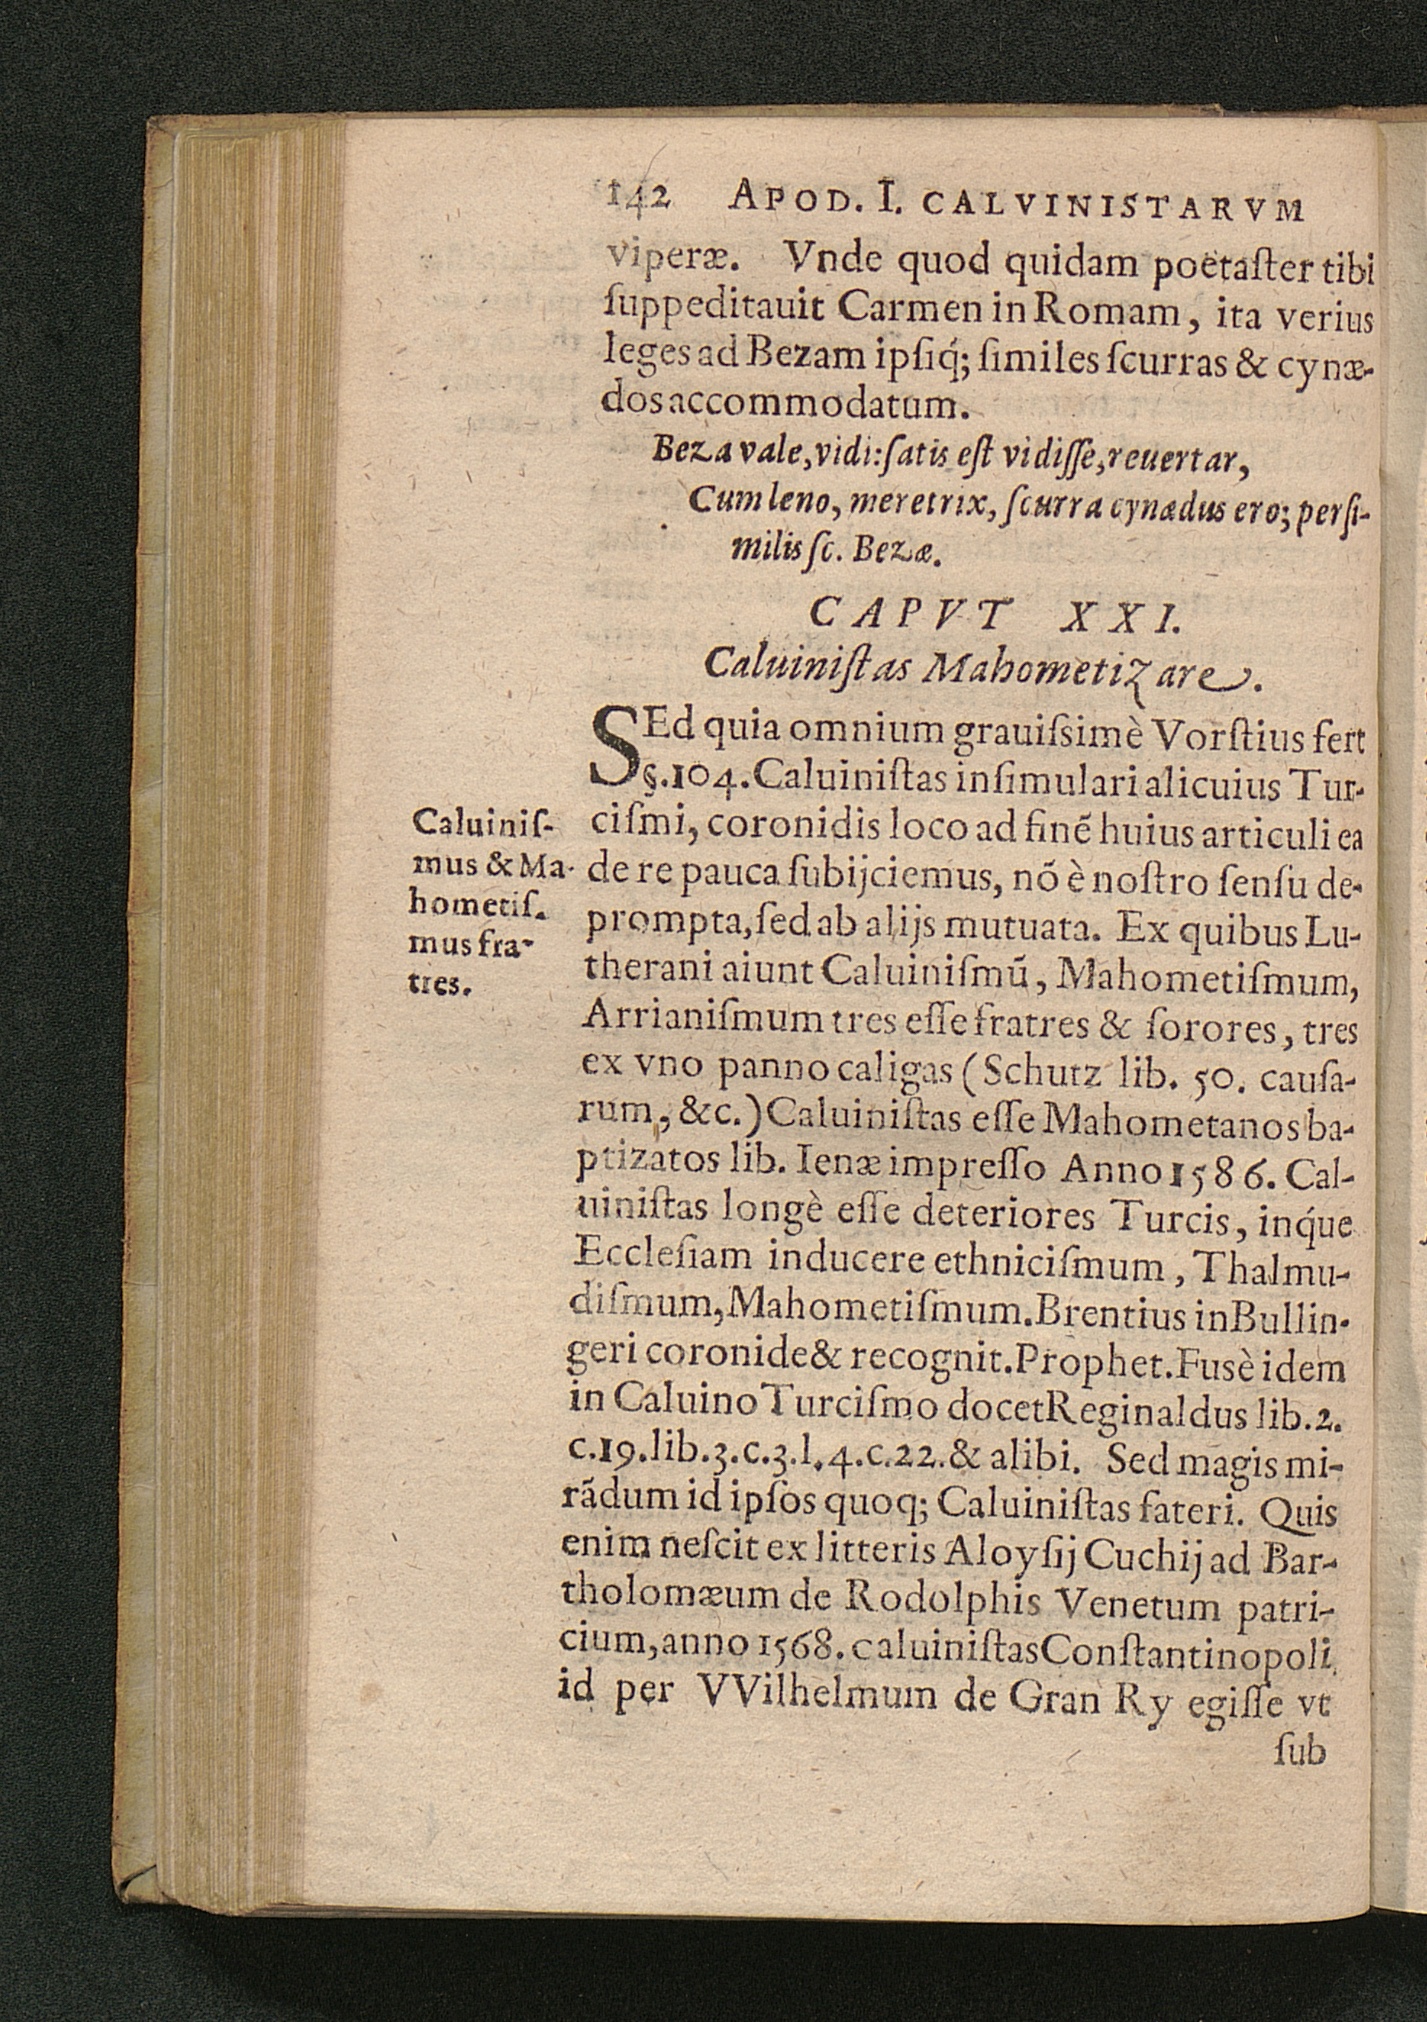 142 APOD. I. CALVINISTARVM
viperæ. Vnde quod quidam poëtaſter tibi
ſuppeditauit Carmen in Romam, ita verius
leges ad Bezam ipſiq́; ſimiles ſcurras & cynæ-
dos accommodatum.
Beza vale, vidi: ſatis eſt vidiſſe, reuertar,
Cum leno, meretrix, ſcurra cynædus ero; perſi-
milis ſc. Bezæ.
CAPVT XXI.
Caluiniſtas Mahometizare.
SEd quia omnium grauiſsimè Vorſtius fert
§.104. Caluiniſtas inſimulari alicuius Tur-
ciſmi, coronidis loco ad finē huius articuli ea
de re pauca ſubijciemus, nō è noſtro ſenſu de-
prompta, ſed ab alijs mutuata. Ex quibus Lu-
therani aiunt Caluiniſmū, Mahometiſmum,
Arrianiſmum tres eſſe fratres & ſorores, tres
ex vno panno caligas (Schutz lib. 50. cauſa-
rum, &c.) Caluiniſtas eſſe Mahometanos ba-
ptizatos lib. Ienæ impreſſo Anno 1586. Cal-
uiniſtas longè eſſe deteriores Turcis, inq́ue
Eccleſiam inducere ethniciſmum, Thalmu-
diſmum, Mahometiſmum. Brentius in Bullin-
geri coronide & recognit. Prophet. Fusè idem
in Caluino Turciſmo docet Reginaldus lib.2.
c.19. lib.3. c.3. l.4. c.22. & alibi. Sed magis mi-
rādum id ipſos quoq; Caluiniſtas fateri. Quis
enim neſcit ex litteris Aloyſij Cuchij ad Bar-
tholomæum de Rodolphis Venetum patri-
cium, anno 1568. caluiniſtas Conſtantinopoli
id per VVilhelmum de Gran Ry egiſſe vt
ſub
Caluiniſ-
mus & Ma-
hometiſ-
mus fra-
tres.